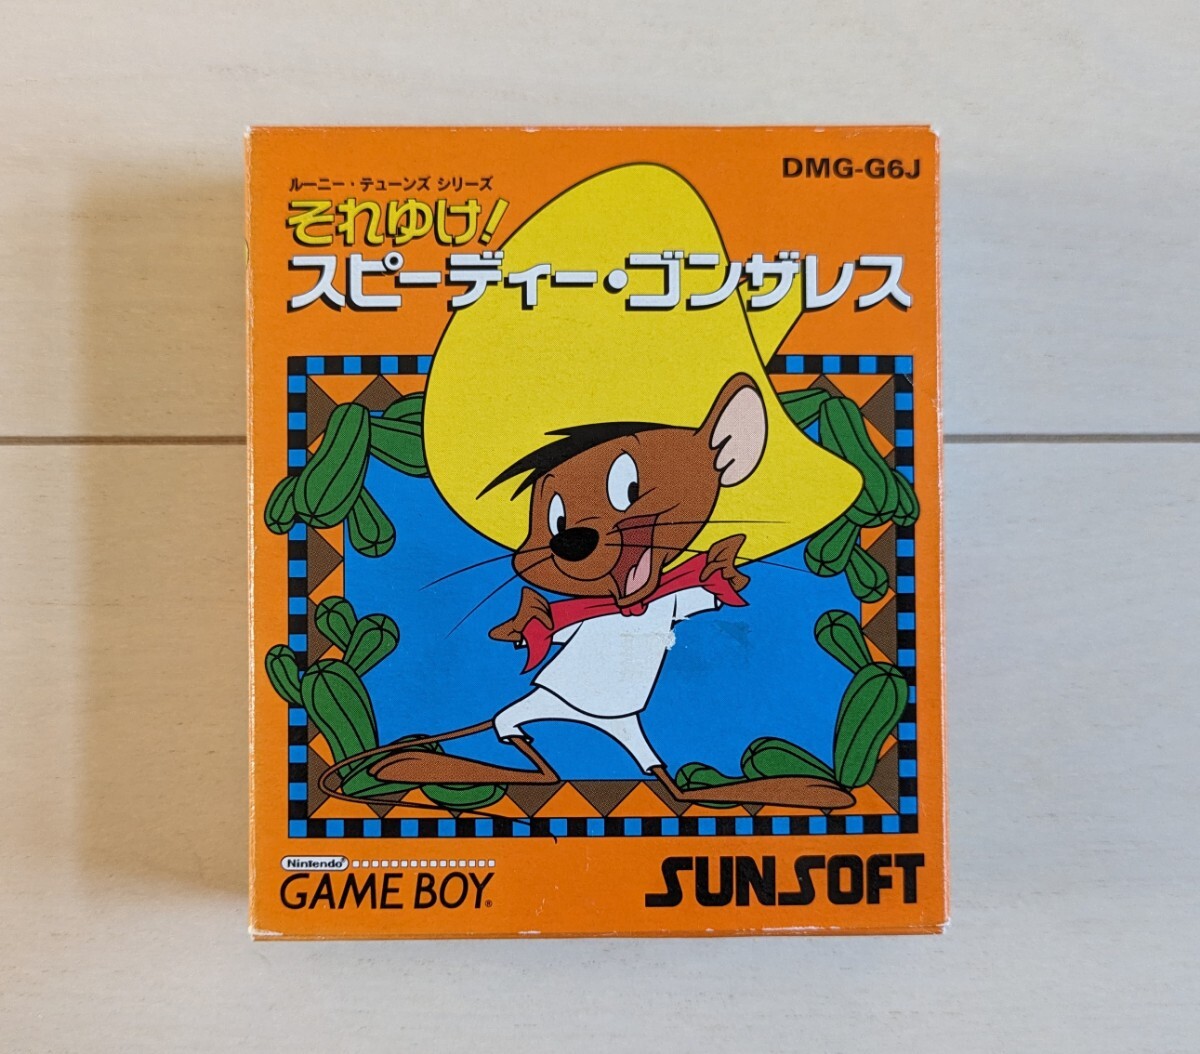 DMG-G6J
ルーニー・テューンズ シリーズ
それゆけ!
スピーディー・ゴンザレス
Nintendo®
GAME BOY®
SUNSOFT